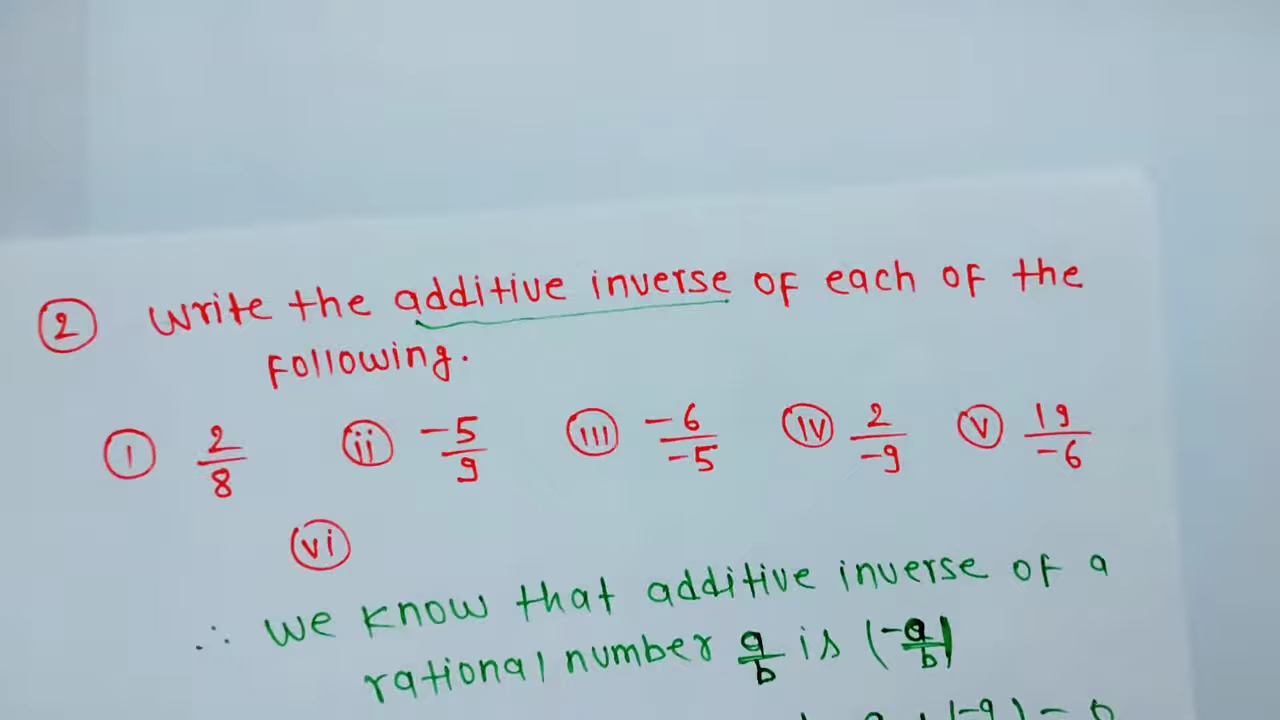 ② Write the additive inverse of each of the
following.
ⓘ 2/8 ⓘⓘ -5/9 ⓘⓘⓘ -6/-5 ⓘⓥ 2/-9 ⓥ 19/-6
ⓥⓘ
∴ We know that additive inverse of a
rational number a/b is (-a/b)